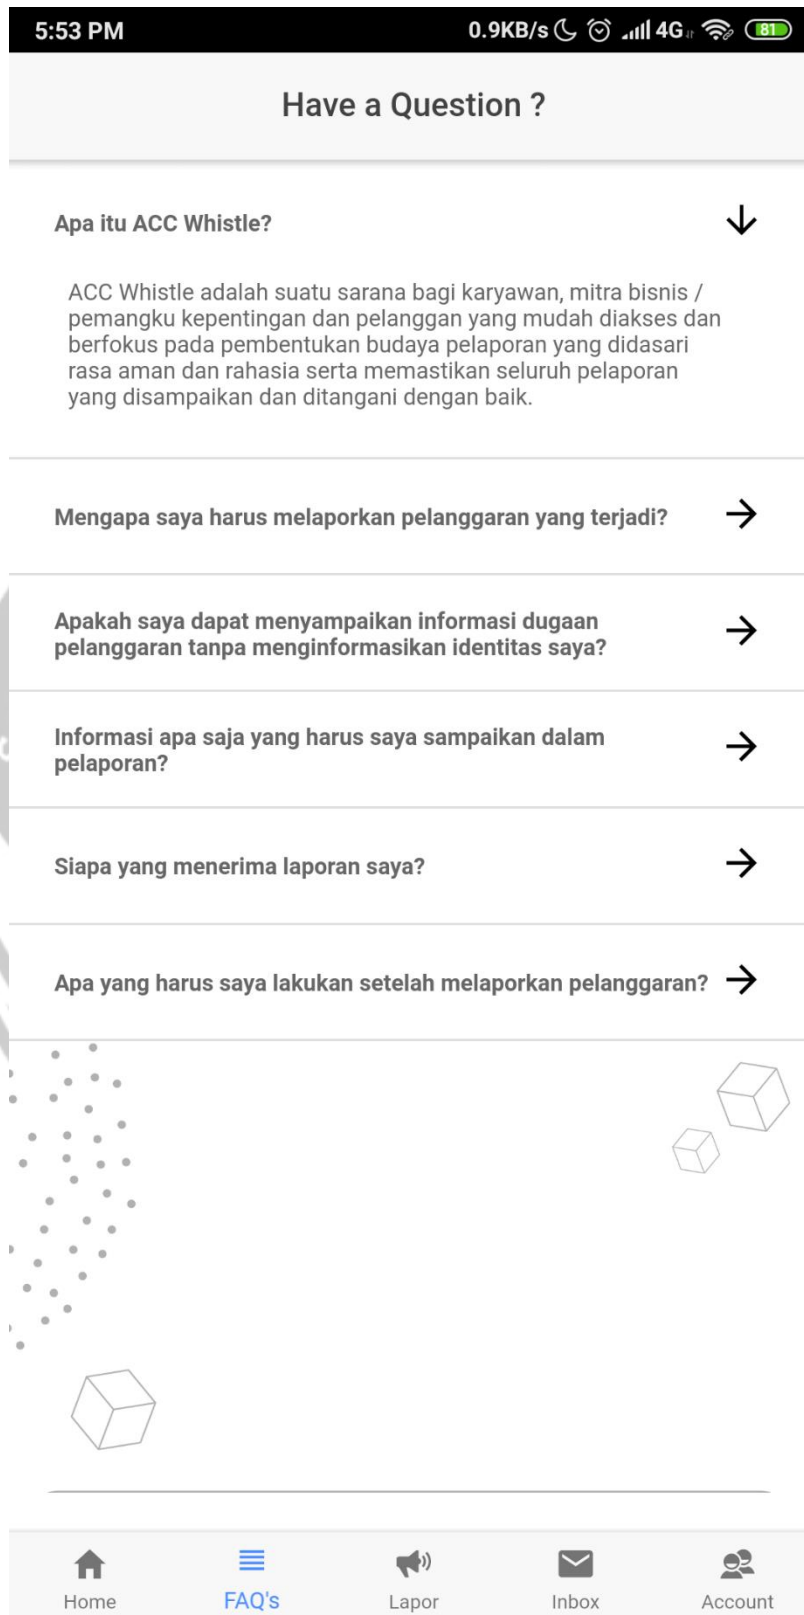 5:53 PM
0.9KB/s 4G 81
Have a Question ?
Apa itu ACC Whistle?
ACC Whistle adalah suatu sarana bagi karyawan, mitra bisnis /
pemangku kepentingan dan pelanggan yang mudah diakses dan
berfokus pada pembentukan budaya pelaporan yang didasari
rasa aman dan rahasia serta memastikan seluruh pelaporan
yang disampaikan dan ditangani dengan baik.
Mengapa saya harus melaporkan pelanggaran yang terjadi?
Apakah saya dapat menyampaikan informasi dugaan
pelanggaran tanpa menginformasikan identitas saya?
Informasi apa saja yang harus saya sampaikan dalam
pelaporan?
Siapa yang menerima laporan saya?
Apa yang harus saya lakukan setelah melaporkan pelanggaran?
Home
FAQ's
Lapor
Inbox
Account